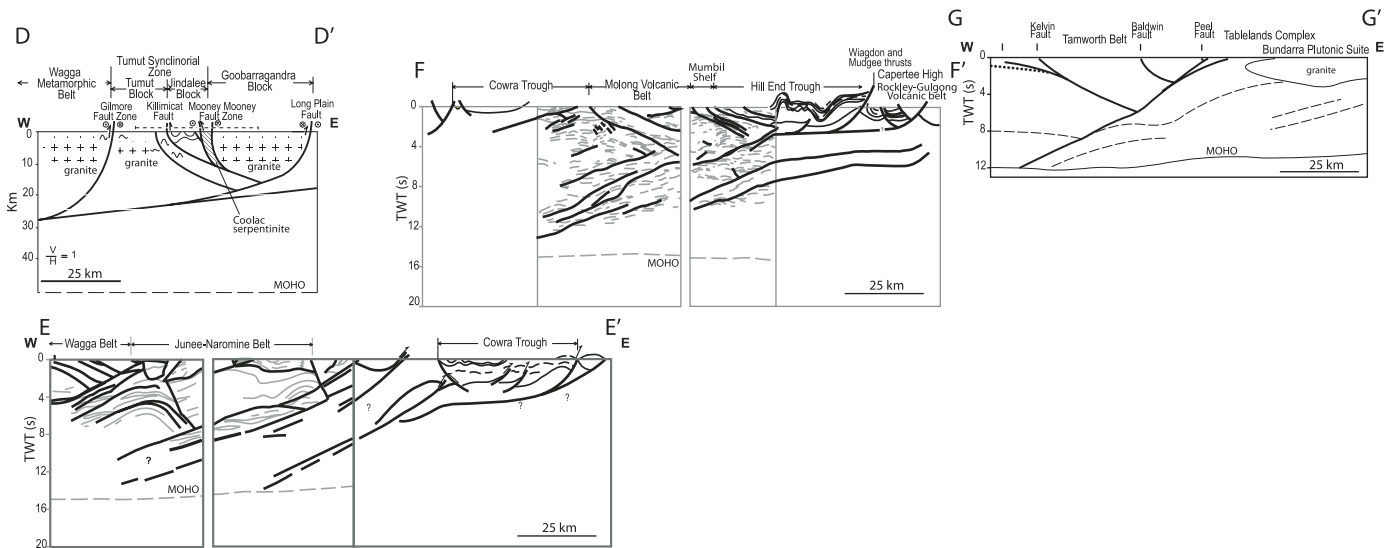 D
D'
Wagga
Metamorphic
Belt
Tumut Synclinorial
Zone
Tumut
Block
Uindalee
Block
Goobarragandra
Block
Gilmore
Fault Zone
Killimicat
Fault
Mooney Mooney
Fault Zone
Long Plain
Fault
W
E
0
10
20
30
40
Km
granite
granite
granite
Coolac
serpentinite
V
H
= 1
25 km
MOHO
F
F'
Cowra Trough
Molong Volcanic
Belt
Mumbil
Shelf
Hill End Trough
Wiagdon and
Mudgee thrusts
Capertee High
Rockley-Gulgong
Volcanic belt
0
4
8
12
16
20
TWT (s)
MOHO
25 km
G
G'
W
E
Kelvin
Fault
Tamworth Belt
Baldwin
Fault
Peel
Fault
Tablelands Complex
Bundarra Plutonic Suite
0
4
8
12
TWT (s)
granite
MOHO
25 km
E
E'
W
E
Wagga Belt
Junee-Naromine Belt
Cowra Trough
0
4
8
12
16
20
TWT (s)
?
?
?
?
MOHO
25 km